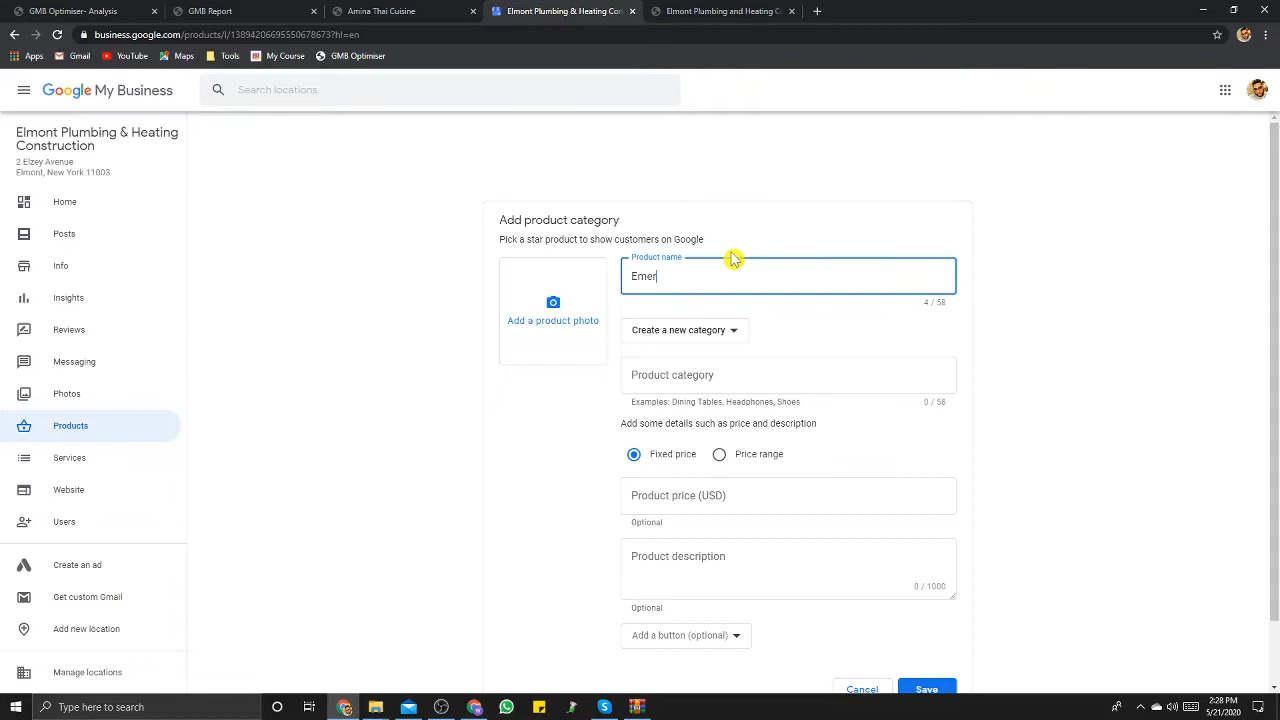 GMB Optimiser- Analysis
GMB Report
Amina Thai Cuisine
Elmont Plumbing & Heating Con
Elmont Plumbing and Heating C
business.google.com/products/l/13894206695506786​73?hl=en
Apps
Gmail
YouTube
Maps
Tools
My Course
GMB Optimiser
Google My Business
Search locations
Elmont Plumbing & Heating
Construction
2 Elzey Avenue
Elmont, New York 11003
Home
Posts
Info
Insights
Reviews
Messaging
Photos
Products
Services
Website
Users
Create an ad
Get custom Gmail
Add new location
Manage locations
Add product category
Pick a star product to show customers on Google
Add a product photo
Product name
Emer
4 / 58
Create a new category
Product category
Examples: Dining Tables, Headphones, Shoes
0 / 58
Add some details such as price and description
Fixed price
Price range
Product price (USD)
Optional
Product description
0 / 1000
Optional
Add a button (optional)
Cancel
Save
Type here to search
2:28 PM
5/21/2020